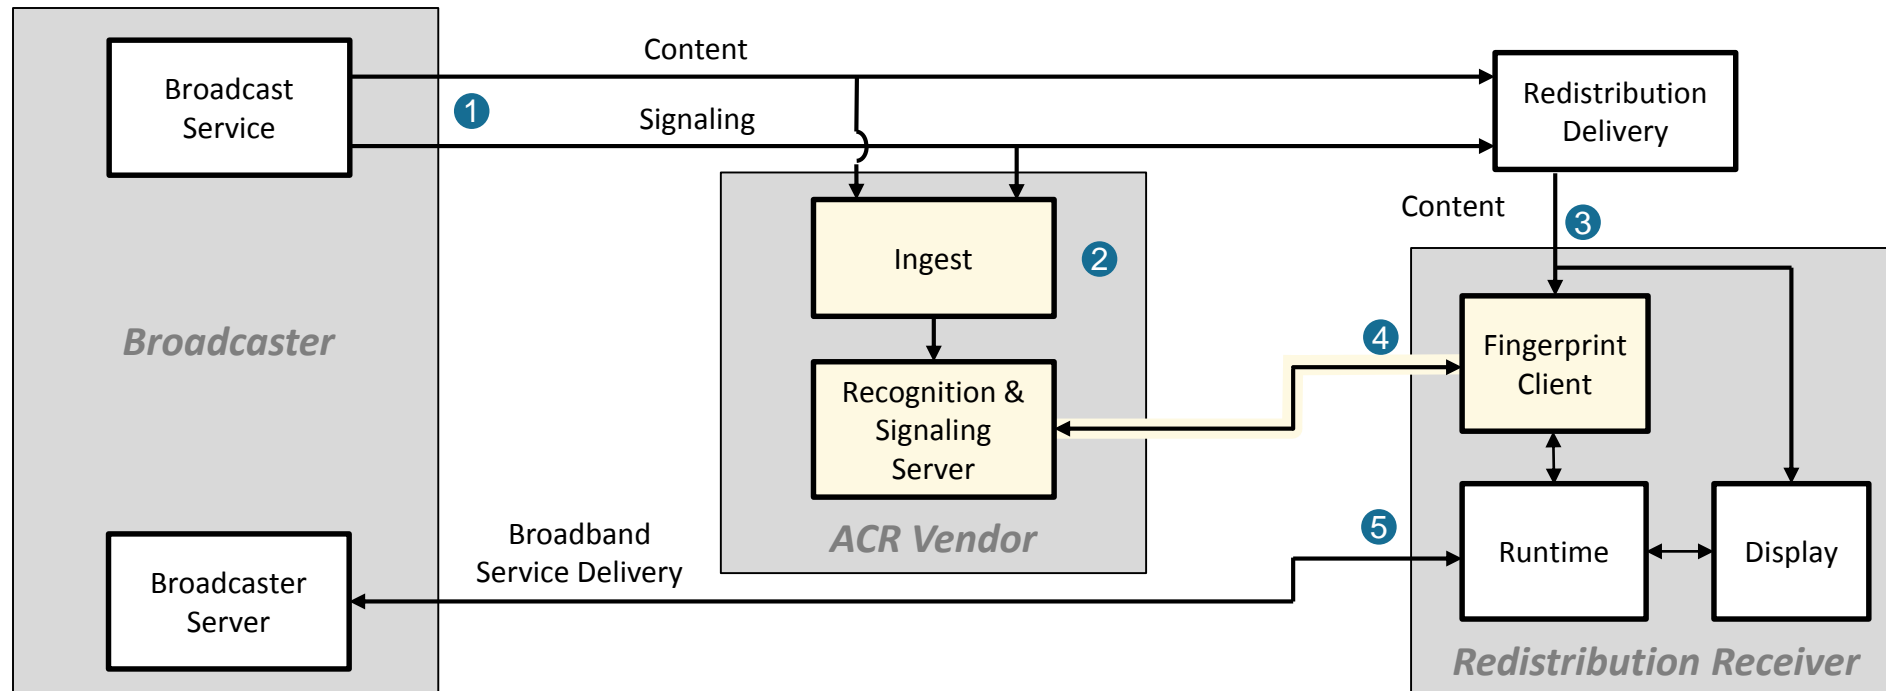 Content
Broadcast
Service
1
Signaling
Redistribution
Delivery
Content
3
Ingest
2
Broadcaster
4
Fingerprint
Client
Recognition &
Signaling
Server
ACR Vendor
Broadband
Service Delivery
5
Runtime
Display
Broadcaster
Server
Redistribution Receiver